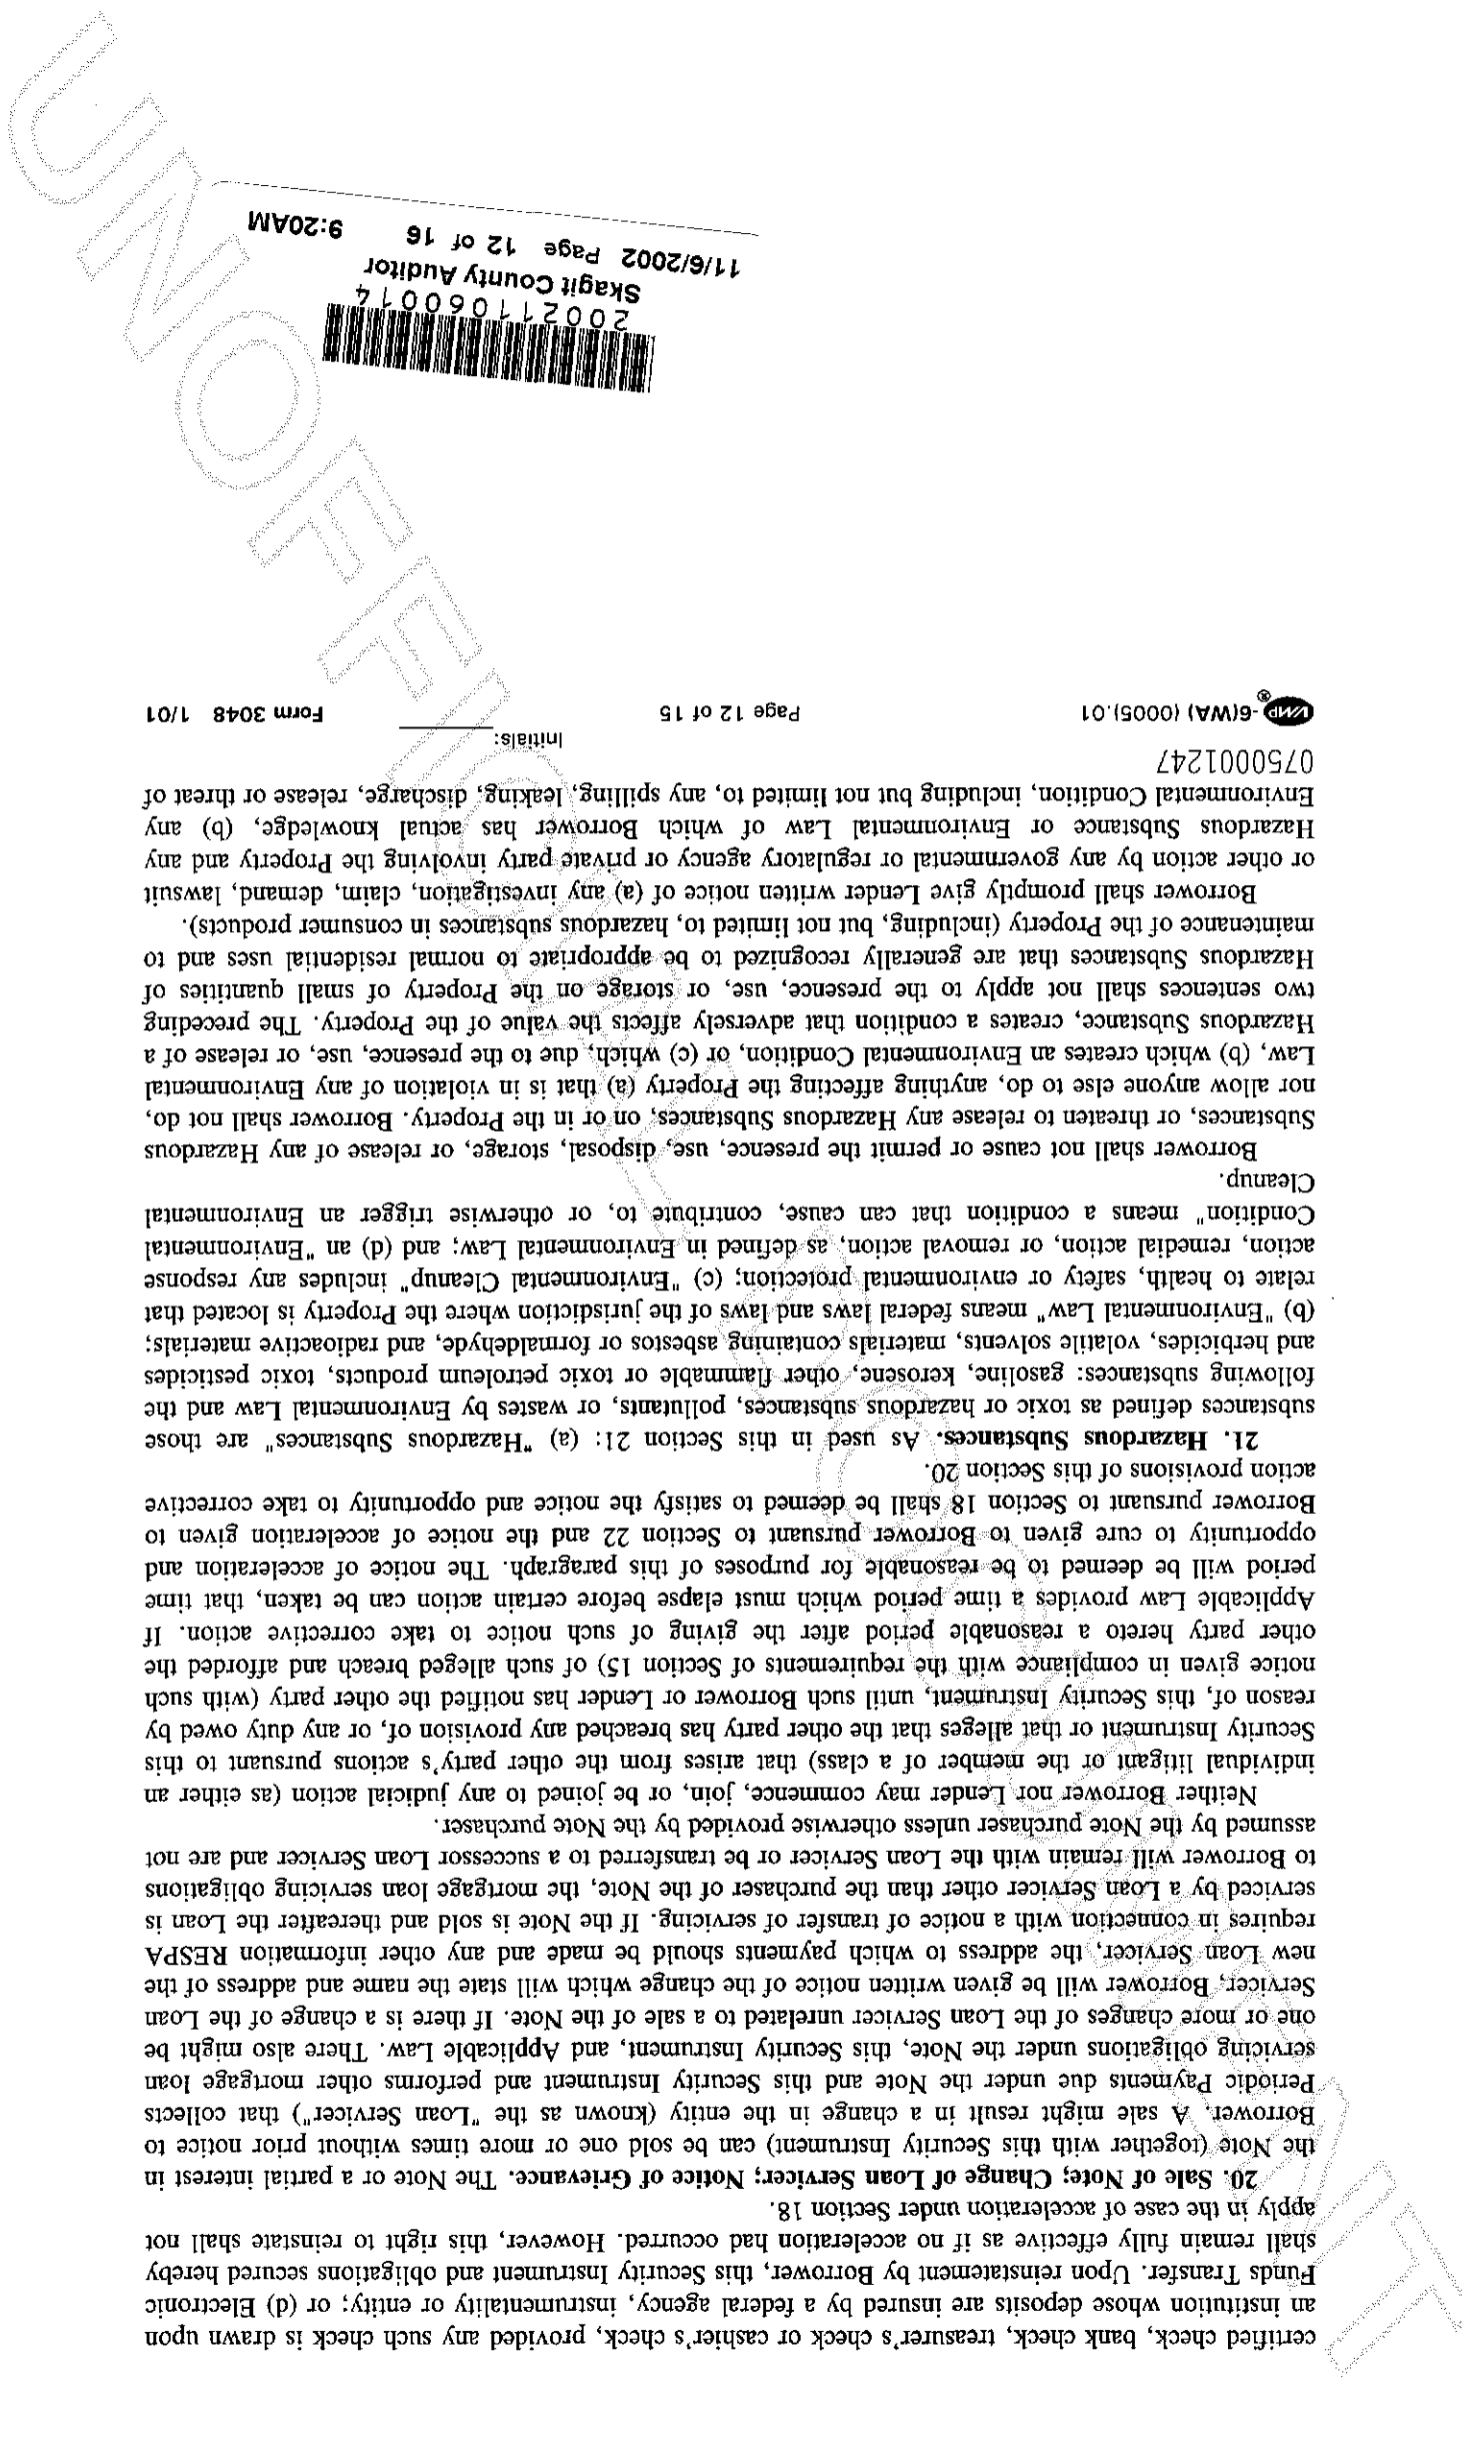 certified check, bank check, treasurer's check or cashier's check, provided any such check is drawn upon
an institution whose deposits are insured by a federal agency, instrumentality or entity; or (d) Electronic
Funds Transfer. Upon reinstatement by Borrower, this Security Instrument and obligations secured hereby
shall remain fully effective as if no acceleration had occurred. However, this right to reinstate shall not
apply in the case of acceleration under Section 18.
20. Sale of Note; Change of Loan Servicer; Notice of Grievance. The Note or a partial interest in
the Note (together with this Security Instrument) can be sold one or more times without prior notice to
Borrower. A sale might result in a change in the entity (known as the "Loan Servicer") that collects
Periodic Payments due under the Note and this Security Instrument and performs other mortgage loan
servicing obligations under the Note, this Security Instrument, and Applicable Law. There also might be
one or more changes of the Loan Servicer unrelated to a sale of the Note. If there is a change of the Loan
Servicer, Borrower will be given written notice of the change which will state the name and address of the
new Loan Servicer, the address to which payments should be made and any other information RESPA
requires in connection with a notice of transfer of servicing. If the Note is sold and thereafter the Loan is
serviced by a Loan Servicer other than the purchaser of the Note, the mortgage loan servicing obligations
to Borrower will remain with the Loan Servicer or be transferred to a successor Loan Servicer and are not
assumed by the Note purchaser unless otherwise provided by the Note purchaser.
Neither Borrower nor Lender may commence, join, or be joined to any judicial action (as either an
individual litigant or the member of a class) that arises from the other party's actions pursuant to this
Security Instrument or that alleges that the other party has breached any provision of, or any duty owed by
reason of, this Security Instrument, until such Borrower or Lender has notified the other party (with such
notice given in compliance with the requirements of Section 15) of such alleged breach and afforded the
other party hereto a reasonable period after the giving of such notice to take corrective action. If
Applicable Law provides a time period which must elapse before certain action can be taken, that time
period will be deemed to be reasonable for purposes of this paragraph. The notice of acceleration and
opportunity to cure given to Borrower pursuant to Section 22 and the notice of acceleration given to
Borrower pursuant to Section 18 shall be deemed to satisfy the notice and opportunity to take corrective
action provisions of this Section 20.
21. Hazardous Substances. As used in this Section 21: (a) "Hazardous Substances" are those
substances defined as toxic or hazardous substances, pollutants, or wastes by Environmental Law and the
following substances: gasoline, kerosene, other flammable or toxic petroleum products, toxic pesticides
and herbicides, volatile solvents, materials containing asbestos or formaldehyde, and radioactive materials;
(b) "Environmental Law" means federal laws and laws of the jurisdiction where the Property is located that
relate to health, safety or environmental protection; (c) "Environmental Cleanup" includes any response
action, remedial action, or removal action, as defined in Environmental Law; and (d) an "Environmental
Condition" means a condition that can cause, contribute to, or otherwise trigger an Environmental
Cleanup.
Borrower shall not cause or permit the presence, use, disposal, storage, or release of any Hazardous
Substances, or threaten to release any Hazardous Substances, on or in the Property. Borrower shall not do,
nor allow anyone else to do, anything affecting the Property (a) that is in violation of any Environmental
Law, (b) which creates an Environmental Condition, or (c) which, due to the presence, use, or release of a
Hazardous Substance, creates a condition that adversely affects the value of the Property. The preceding
two sentences shall not apply to the presence, use, or storage on the Property of small quantities of
Hazardous Substances that are generally recognized to be appropriate to normal residential uses and to
maintenance of the Property (including, but not limited to, hazardous substances in consumer products).
Borrower shall promptly give Lender written notice of (a) any investigation, claim, demand, lawsuit
or other action by any governmental or regulatory agency or private party involving the Property and any
Hazardous Substance or Environmental Law of which Borrower has actual knowledge, (b) any
Environmental Condition, including but not limited to, any spilling, leaking, discharge, release or threat of
0750001247
Initials:
VMP®-6(WA) (0005).01 Page 12 of 15 Form 3048 1/01
200211060014
Skagit County Auditor
11/6/2002 Page 12 of 16 9:20AM
UNOFFICIAL DOCUMENT